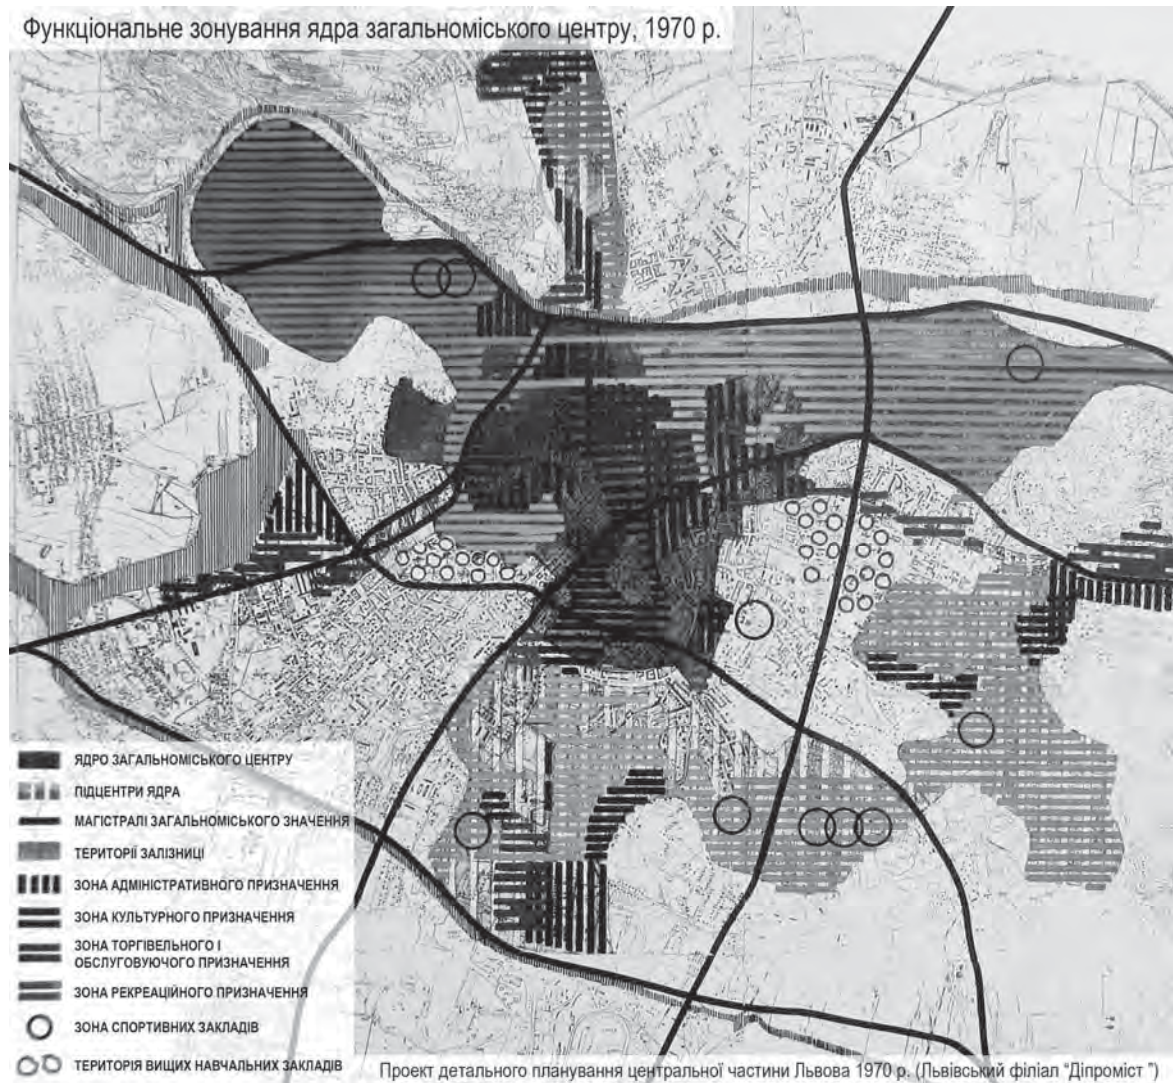 Функціональне зонування ядра загальноміського центру, 1970 р.
ЯДРО ЗАГАЛЬНОМІСЬКОГО ЦЕНТРУ
ПІДЦЕНТРИ ЯДРА
МАГІСТРАЛІ ЗАГАЛЬНОМІСЬКОГО ЗНАЧЕННЯ
ТЕРИТОРІЇ ЗАЛІЗНИЦІ
ЗОНА АДМІНІСТРАТИВНОГО ПРИЗНАЧЕННЯ
ЗОНА КУЛЬТУРНОГО ПРИЗНАЧЕННЯ
ЗОНА ТОРГІВЕЛЬНОГО І
ОБСЛУГОВУЮЧОГО ПРИЗНАЧЕННЯ
ЗОНА РЕКРЕАЦІЙНОГО ПРИЗНАЧЕННЯ
ЗОНА СПОРТИВНИХ ЗАКЛАДІВ
ТЕРИТОРІЯ ВИЩИХ НАВЧАЛЬНИХ ЗАКЛАДІВ
Проект детального планування центральної частини Львова 1970 р. (Львівський філіал "Діпроміст ")